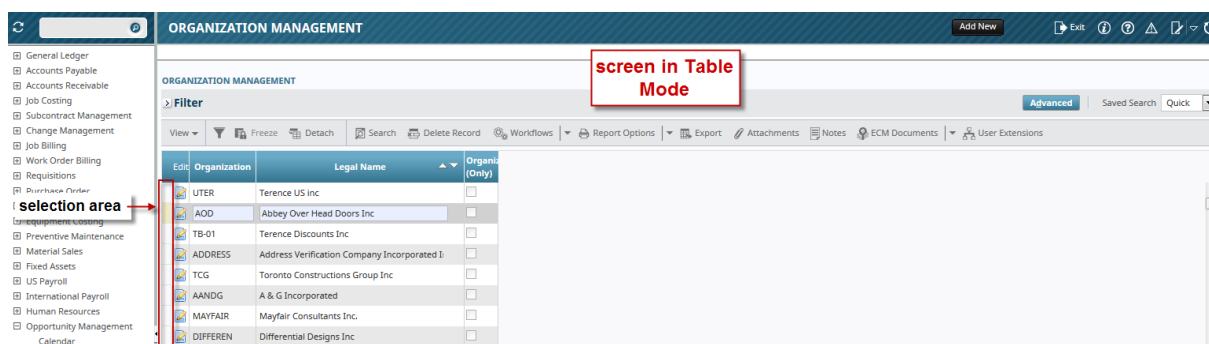 ORGANIZATION MANAGEMENT
Add New
Exit
General Ledger
Accounts Payable
Accounts Receivable
Job Costing
Subcontract Management
Change Management
Job Billing
Work Order Billing
Requisitions
Purchase Order
selection area
Equipment Costing
Preventive Maintenance
Material Sales
Fixed Assets
US Payroll
International Payroll
Human Resources
Opportunity Management
Calendar
screen in Table
Mode
ORGANIZATION MANAGEMENT
Filter
Advanced Saved Search Quick
View Freeze Detach Search Delete Record Workflows Report Options Export Attachments Notes ECM Documents User Extensions
Edit Organization Legal Name Organiz
(Only)
UTER Terence US inc
AOD Abbey Over Head Doors Inc
TB-01 Terence Discounts Inc
ADDRESS Address Verification Company Incorporated I
TCG Toronto Constructions Group Inc
AANDG A & G Incorporated
MAYFAIR Mayfair Consultants Inc.
DIFFEREN Differential Designs Inc